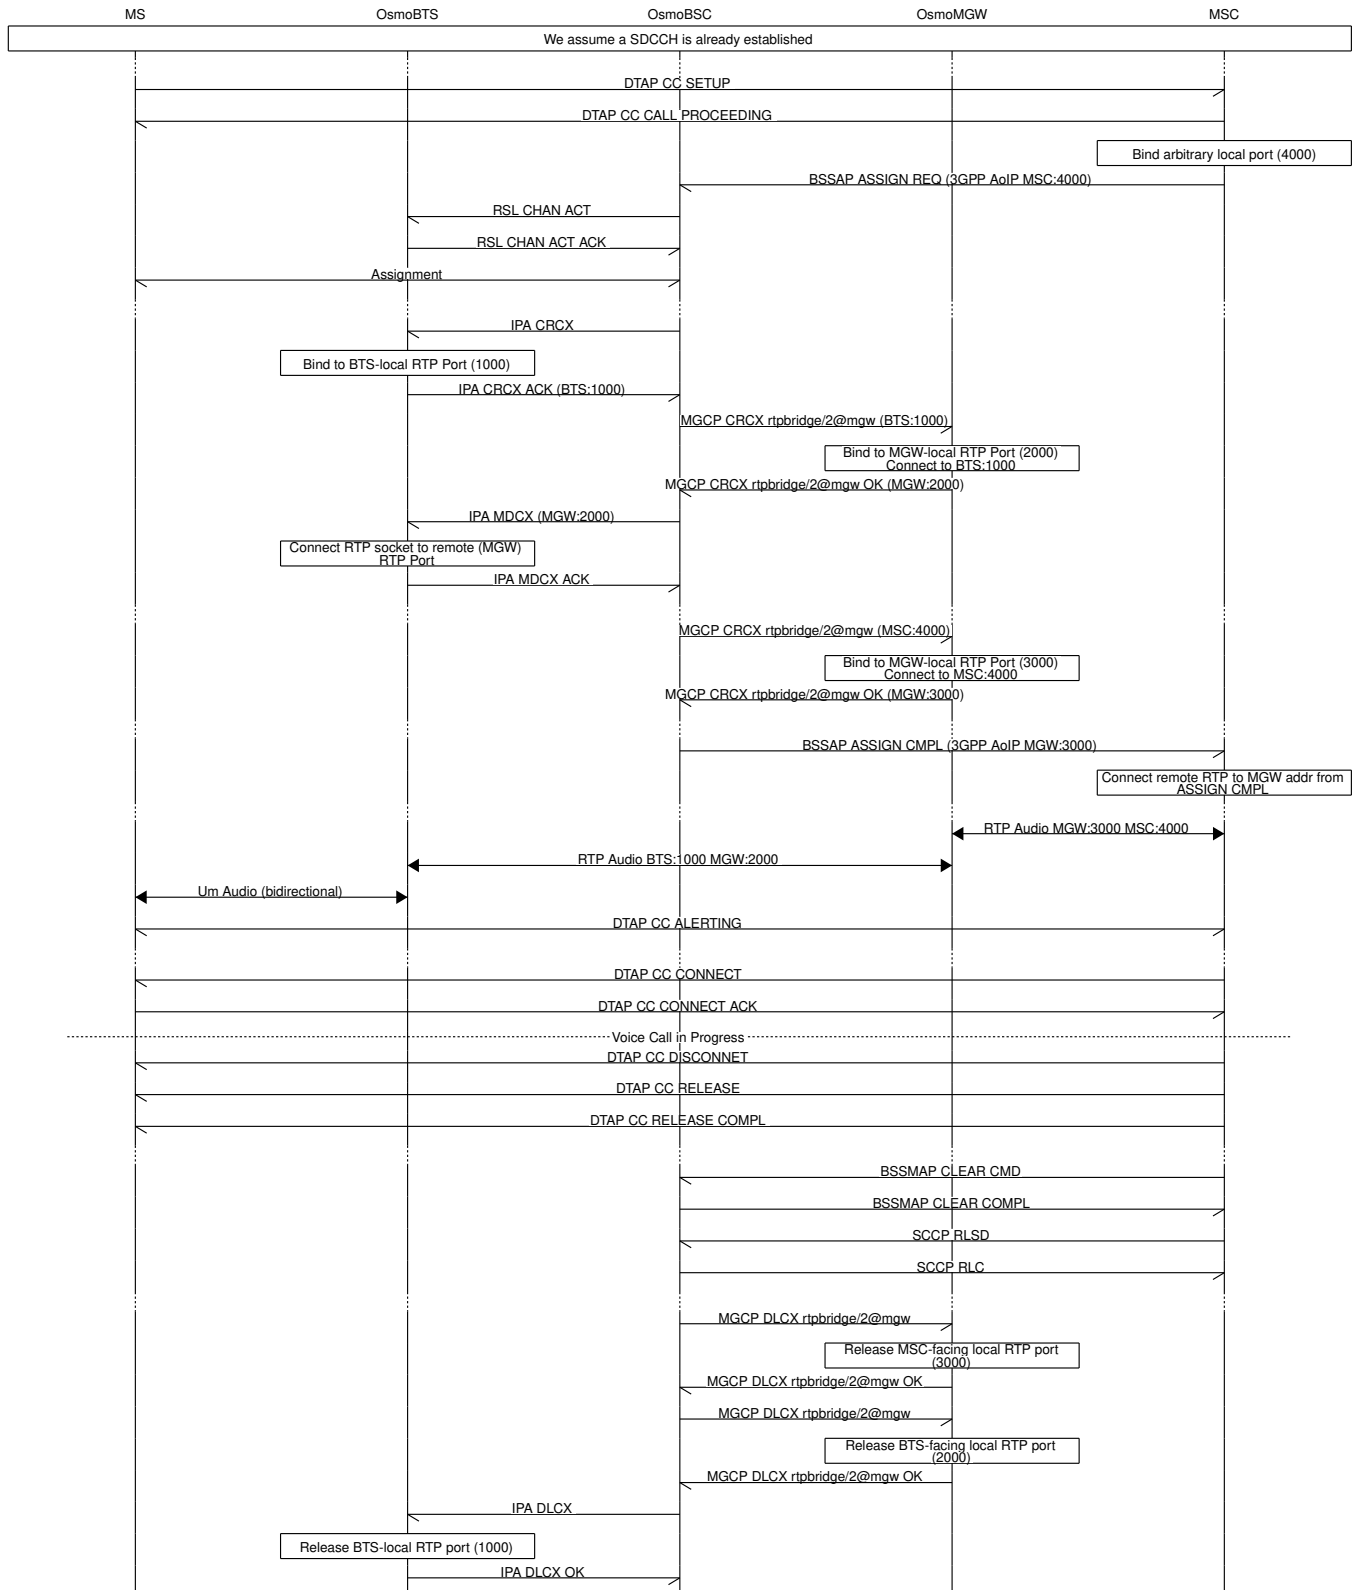 MS OsmoBTS OsmoBSC OsmoMGW MSC
We assume a SDCCH is already established
DTAP CC SETUP
DTAP CC CALL PROCEEDING
Bind arbitrary local port (4000)
BSSAP ASSIGN REQ (3GPP AoIP MSC:4000)
RSL CHAN ACT
RSL CHAN ACT ACK
Assignment
IPA CRCX
Bind to BTS-local RTP Port (1000)
IPA CRCX ACK (BTS:1000)
MGCP CRCX rtpbridge/2@mgw (BTS:1000)
Bind to MGW-local RTP Port (2000)
Connect to BTS:1000
MGCP CRCX rtpbridge/2@mgw OK (MGW:2000)
IPA MDCX (MGW:2000)
Connect RTP socket to remote (MGW)
RTP Port
IPA MDCX ACK
MGCP CRCX rtpbridge/2@mgw (MSC:4000)
Bind to MGW-local RTP Port (3000)
Connect to MSC:4000
MGCP CRCX rtpbridge/2@mgw OK (MGW:3000)
BSSAP ASSIGN CMPL (3GPP AoIP MGW:3000)
Connect remote RTP to MGW addr from
ASSIGN CMPL
RTP Audio MGW:3000 MSC:4000
RTP Audio BTS:1000 MGW:2000
Um Audio (bidirectional)
DTAP CC ALERTING
DTAP CC CONNECT
DTAP CC CONNECT ACK
Voice Call in Progress
DTAP CC DISCONNET
DTAP CC RELEASE
DTAP CC RELEASE COMPL
BSSMAP CLEAR CMD
BSSMAP CLEAR COMPL
SCCP RLSD
SCCP RLC
MGCP DLCX rtpbridge/2@mgw
Release MSC-facing local RTP port
(3000)
MGCP DLCX rtpbridge/2@mgw OK
MGCP DLCX rtpbridge/2@mgw
Release BTS-facing local RTP port
(2000)
MGCP DLCX rtpbridge/2@mgw OK
IPA DLCX
Release BTS-local RTP port (1000)
IPA DLCX OK